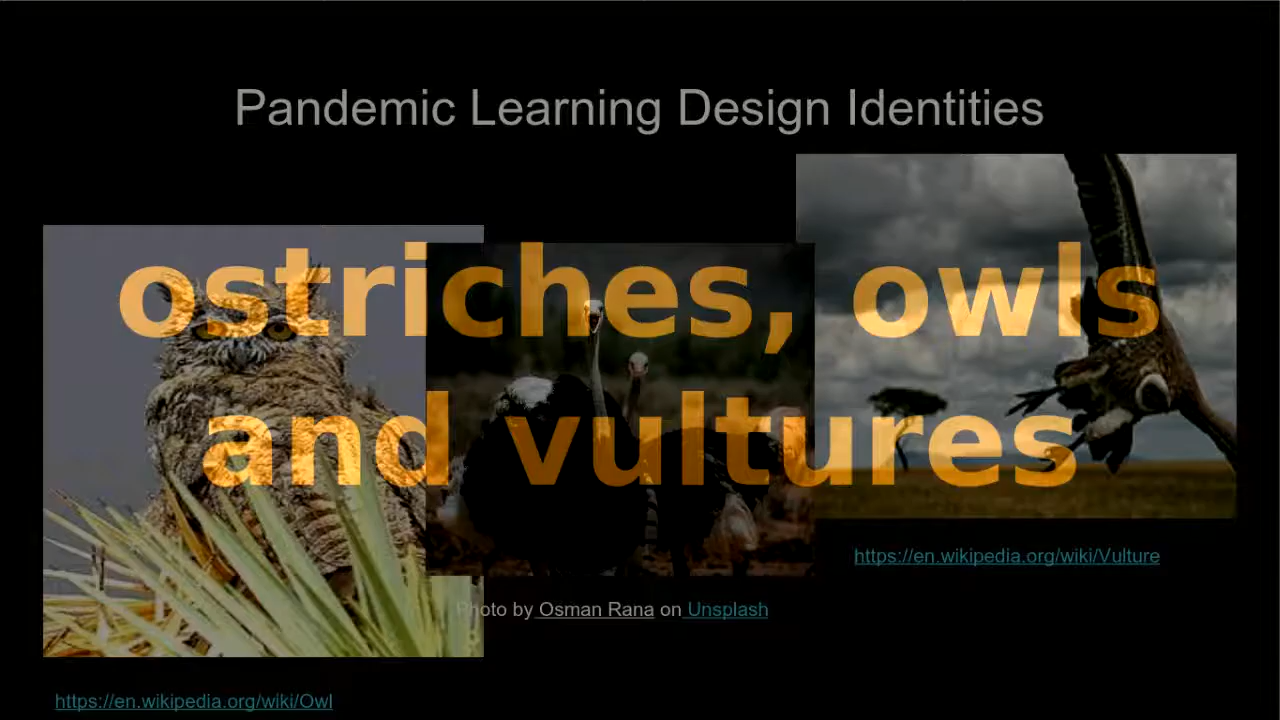 Pandemic Learning Design Identities
ostriches, owls
and vultures
https://en.wikipedia.org/wiki/Vulture
Photo by Osman Rana on Unsplash
https://en.wikipedia.org/wiki/Owl